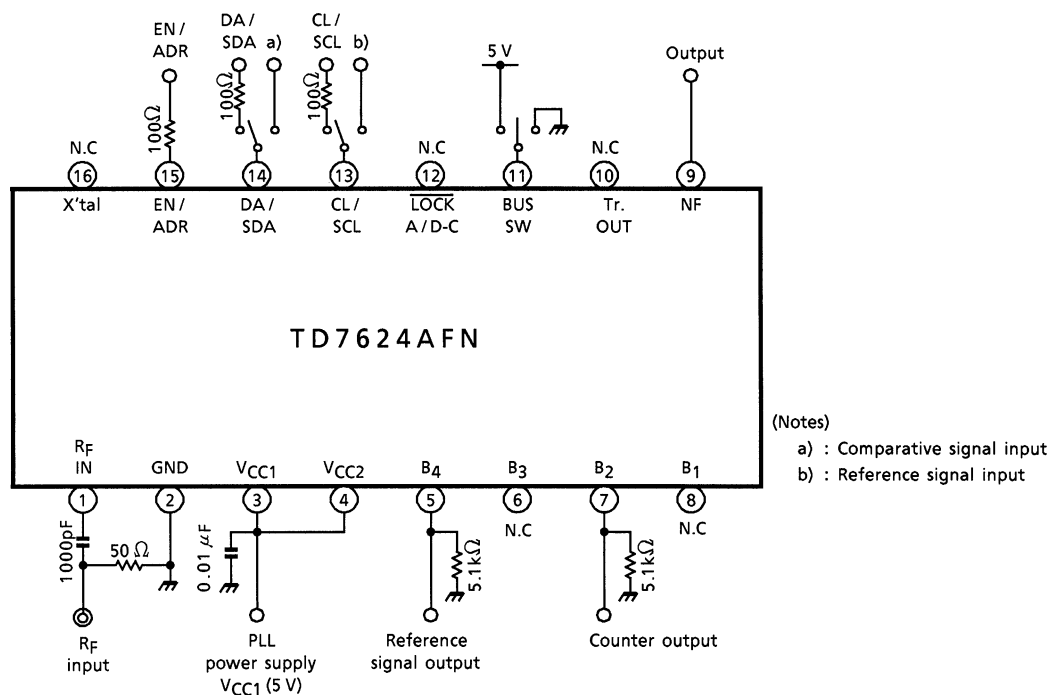 EN /
ADR
DA /
SDA a)
CL /
SCL b)
5 V
Output
100Ω
100Ω
100Ω
N.C
N.C
N.C
16 15 14 13 12 11 10 9
X'tal
EN /
ADR
DA /
SDA
CL /
SCL
LOCK
A / D-C
BUS
SW
Tr.
OUT
NF
TD7624AFN
(Notes)
a) : Comparative signal input
b) : Reference signal input
RF
IN
GND
VCC1
VCC2
B4
B3
B2
B1
1 2 3 4 5 6 7 8
N.C
N.C
1000pF
50 Ω
0.01 μF
5.1kΩ
5.1kΩ
RF
input
PLL
power supply
VCC1 (5 V)
Reference
signal output
Counter output